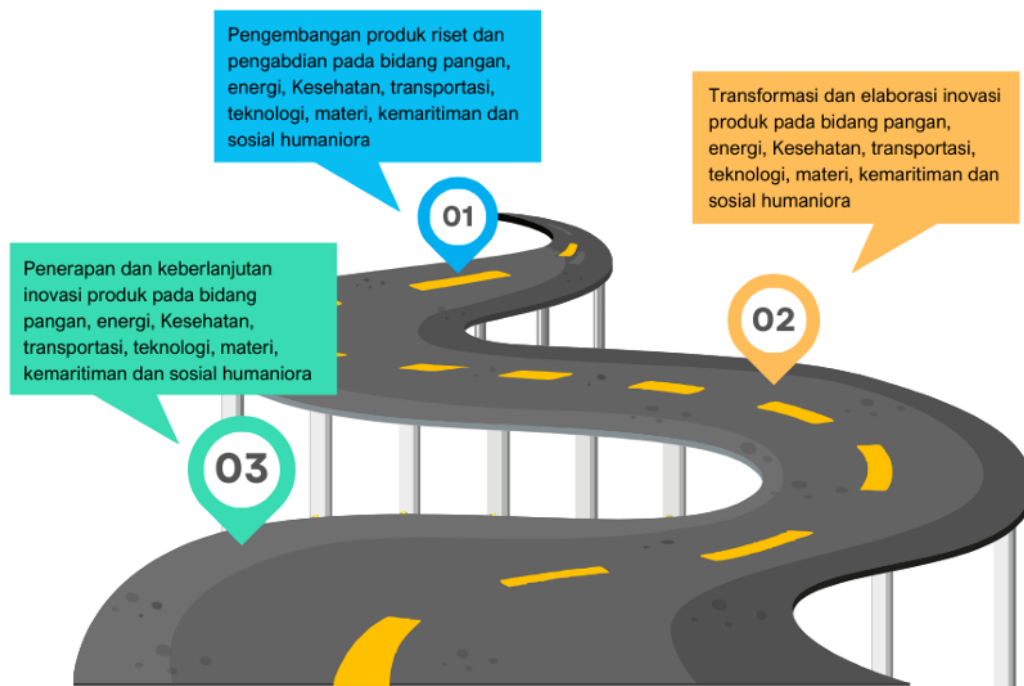 Pengembangan produk riset dan
pengabdian pada bidang pangan,
energi, Kesehatan, transportasi,
teknologi, materi, kemaritiman dan
sosial humaniora
01
Transformasi dan elaborasi inovasi
produk pada bidang pangan,
energi, Kesehatan, transportasi,
teknologi, materi, kemaritiman dan
sosial humaniora
02
Penerapan dan keberlanjutan
inovasi produk pada bidang
pangan, energi, Kesehatan,
transportasi, teknologi, materi,
kemaritiman dan sosial humaniora
03